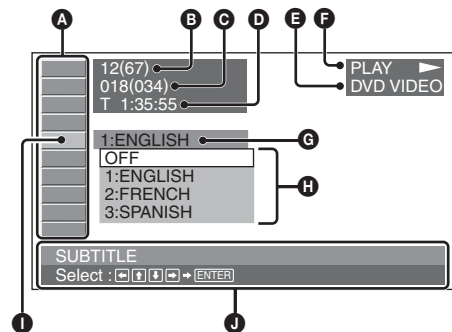 A
B
C
D
E
F
12(67)
018(034)
T 1:35:55
PLAY
DVD VIDEO
1:ENGLISH
G
OFF
1:ENGLISH
2:FRENCH
3:SPANISH
H
SUBTITLE
Select : ←↑↓→ → ENTER
I
J